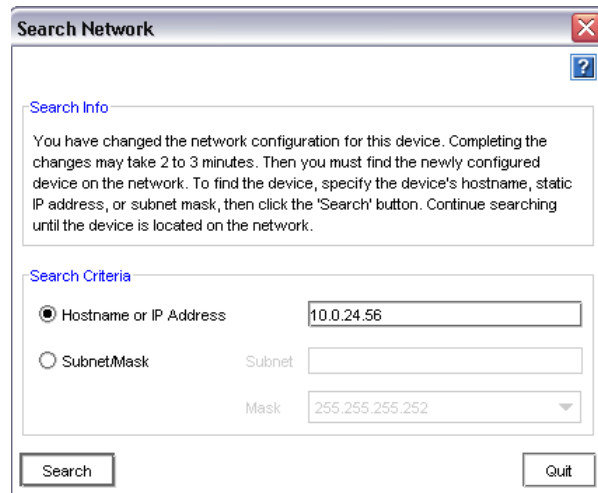 Search Network
?
Search Info
You have changed the network configuration for this device. Completing the
changes may take 2 to 3 minutes. Then you must find the newly configured
device on the network. To find the device, specify the device's hostname, static
IP address, or subnet mask, then click the 'Search' button. Continue searching
until the device is located on the network.
Search Criteria
Hostname or IP Address 10.0.24.56
Subnet/Mask Subnet
Mask 255.255.255.252
Search Quit